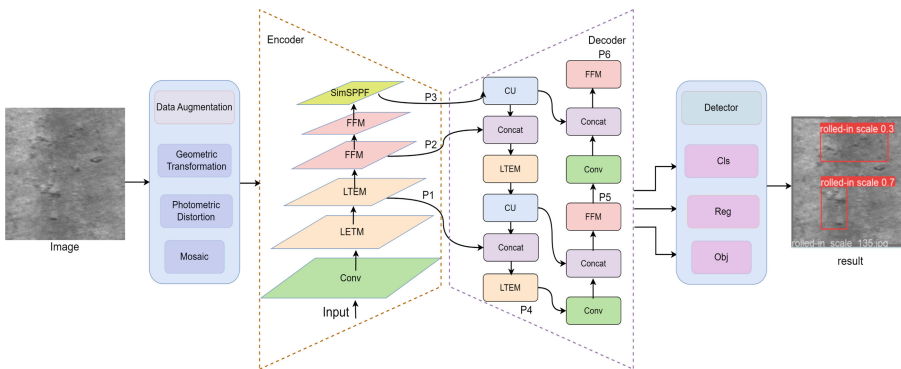 Image
Data Augmentation
Geometric
Transformation
Photometric
Distortion
Mosaic
Encoder
SimSPPF
FFM
FFM
LTEM
LETM
Conv
Input
P3
P2
P1
Decoder
CU
Concat
LTEM
CU
Concat
LTEM
P4
P6
FFM
Concat
Conv
P5
FFM
Concat
Conv
Detector
Cls
Reg
Obj
rolled-in scale 0.3
rolled-in scale 0.7
rolled-in_scale_135.jpg
result